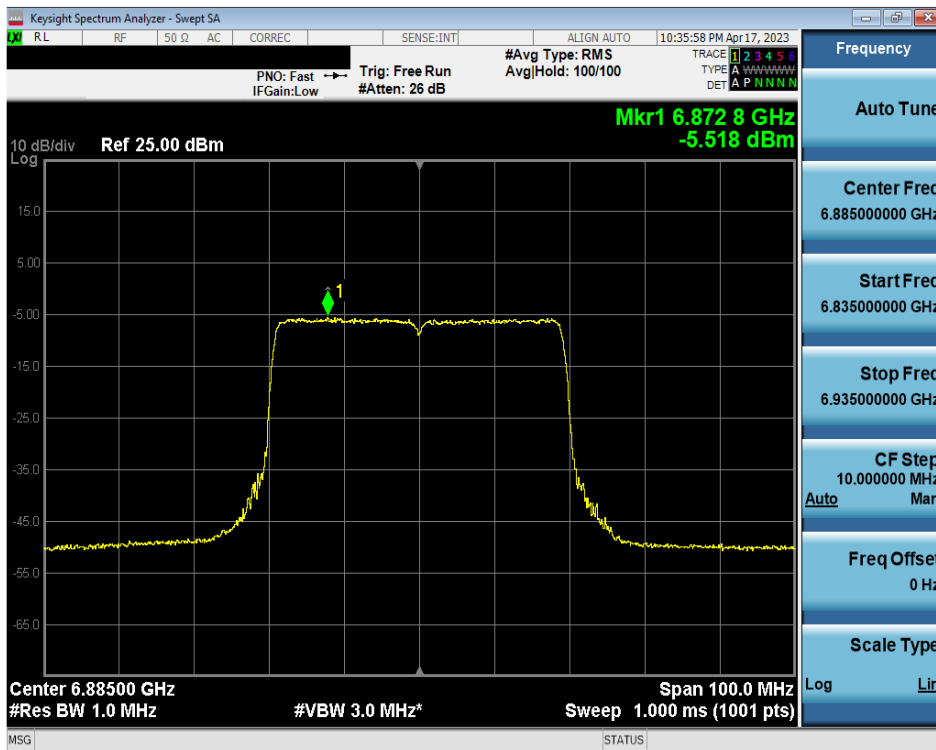 Keysight Spectrum Analyzer - Swept SA
LXI RL RF 50 Ω AC CORREC SENSE:INT ALIGN AUTO 10:35:58 PM Apr 17, 2023
PNO: Fast
IFGain:Low
Trig: Free Run
#Atten: 26 dB
#Avg Type: RMS
Avg|Hold: 100/100
TRACE 1 2 3 4 5 6
TYPE A WWWWW
DET A P N N N N
Mkr1 6.872 8 GHz
-5.518 dBm
10 dB/div Ref 25.00 dBm
Log
15.0
5.00
-5.00
-15.0
-25.0
-35.0
-45.0
-55.0
-65.0
1
Center 6.88500 GHz Span 100.0 MHz
#Res BW 1.0 MHz #VBW 3.0 MHz* Sweep 1.000 ms (1001 pts)
MSG STATUS
Frequency
Auto Tune
Center Freq
6.885000000 GHz
Start Freq
6.835000000 GHz
Stop Freq
6.935000000 GHz
CF Step
10.000000 MHz
Auto Man
Freq Offset
0 Hz
Scale Type
Log Lin